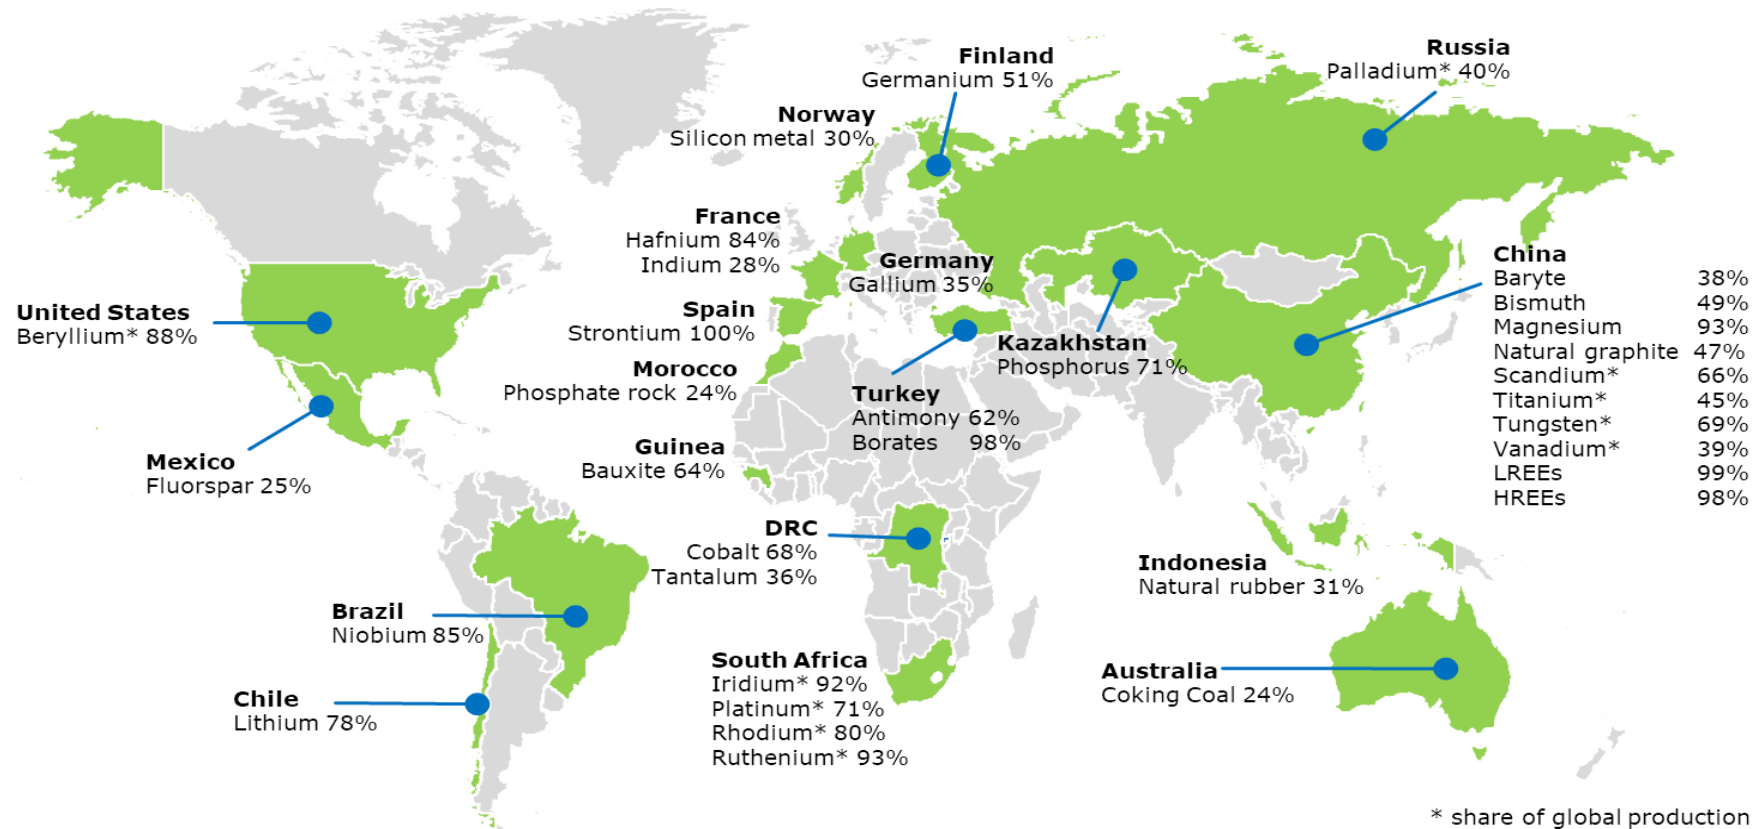 Finland
Germanium 51%
Russia
Palladium* 40%
Norway
Silicon metal 30%
France
Hafnium 84%
Indium 28%
Germany
Gallium 35%
China
Baryte 38%
Bismuth 49%
Magnesium 93%
Natural graphite 47%
Scandium* 66%
Titanium* 45%
Tungsten* 69%
Vanadium* 39%
LREEs 99%
HREEs 98%
United States
Beryllium* 88%
Spain
Strontium 100%
Kazakhstan
Phosphorus 71%
Morocco
Phosphate rock 24%
Turkey
Antimony 62%
Borates 98%
Mexico
Fluorspar 25%
Guinea
Bauxite 64%
DRC
Cobalt 68%
Tantalum 36%
Indonesia
Natural rubber 31%
Brazil
Niobium 85%
South Africa
Iridium* 92%
Platinum* 71%
Rhodium* 80%
Ruthenium* 93%
Australia
Coking Coal 24%
Chile
Lithium 78%
* share of global production